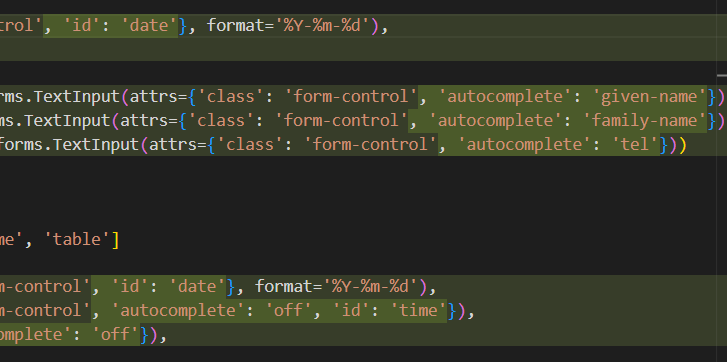 trol', 'id': 'date'}, format='%Y-%m-%d'),
rms.TextInput(attrs={'class': 'form-control', 'autocomplete': 'given-name'})
ms.TextInput(attrs={'class': 'form-control', 'autocomplete': 'family-name'})
forms.TextInput(attrs={'class': 'form-control', 'autocomplete': 'tel'}))
me', 'table']
m-control', 'id': 'date'}, format='%Y-%m-%d'),
m-control', 'autocomplete': 'off', 'id': 'time'}),
complete': 'off'}),